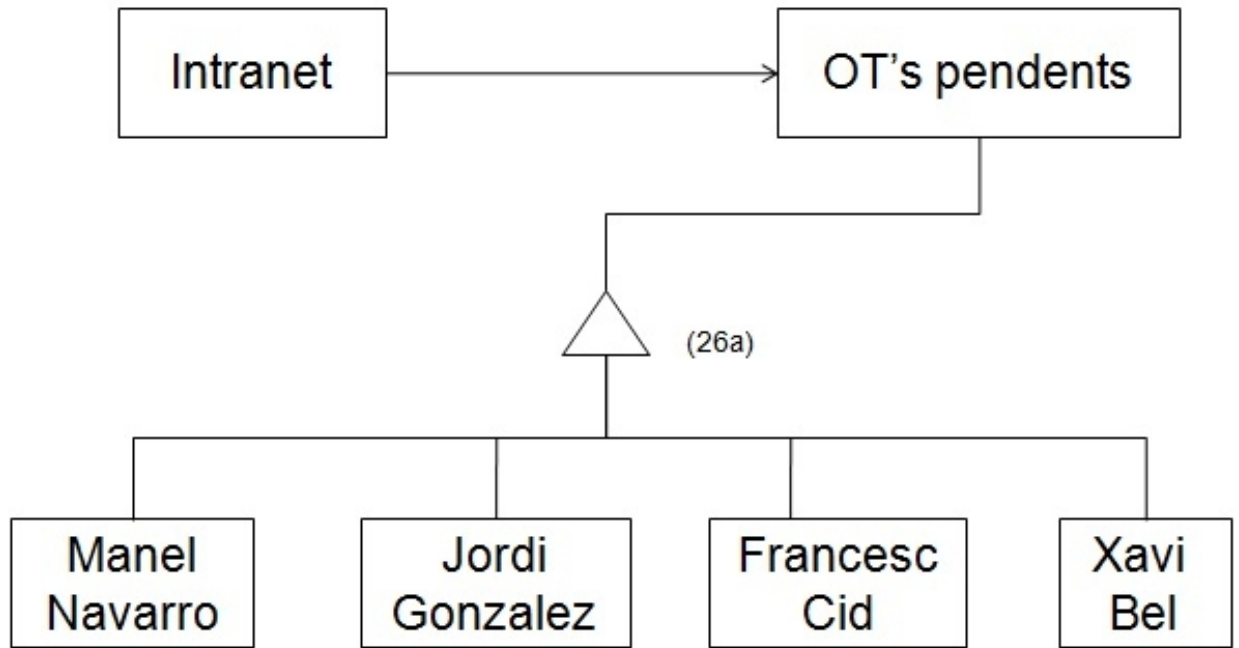 Intranet
OT's pendents
(26a)
Manel
Navarro
Jordi
Gonzalez
Francesc
Cid
Xavi
Bel